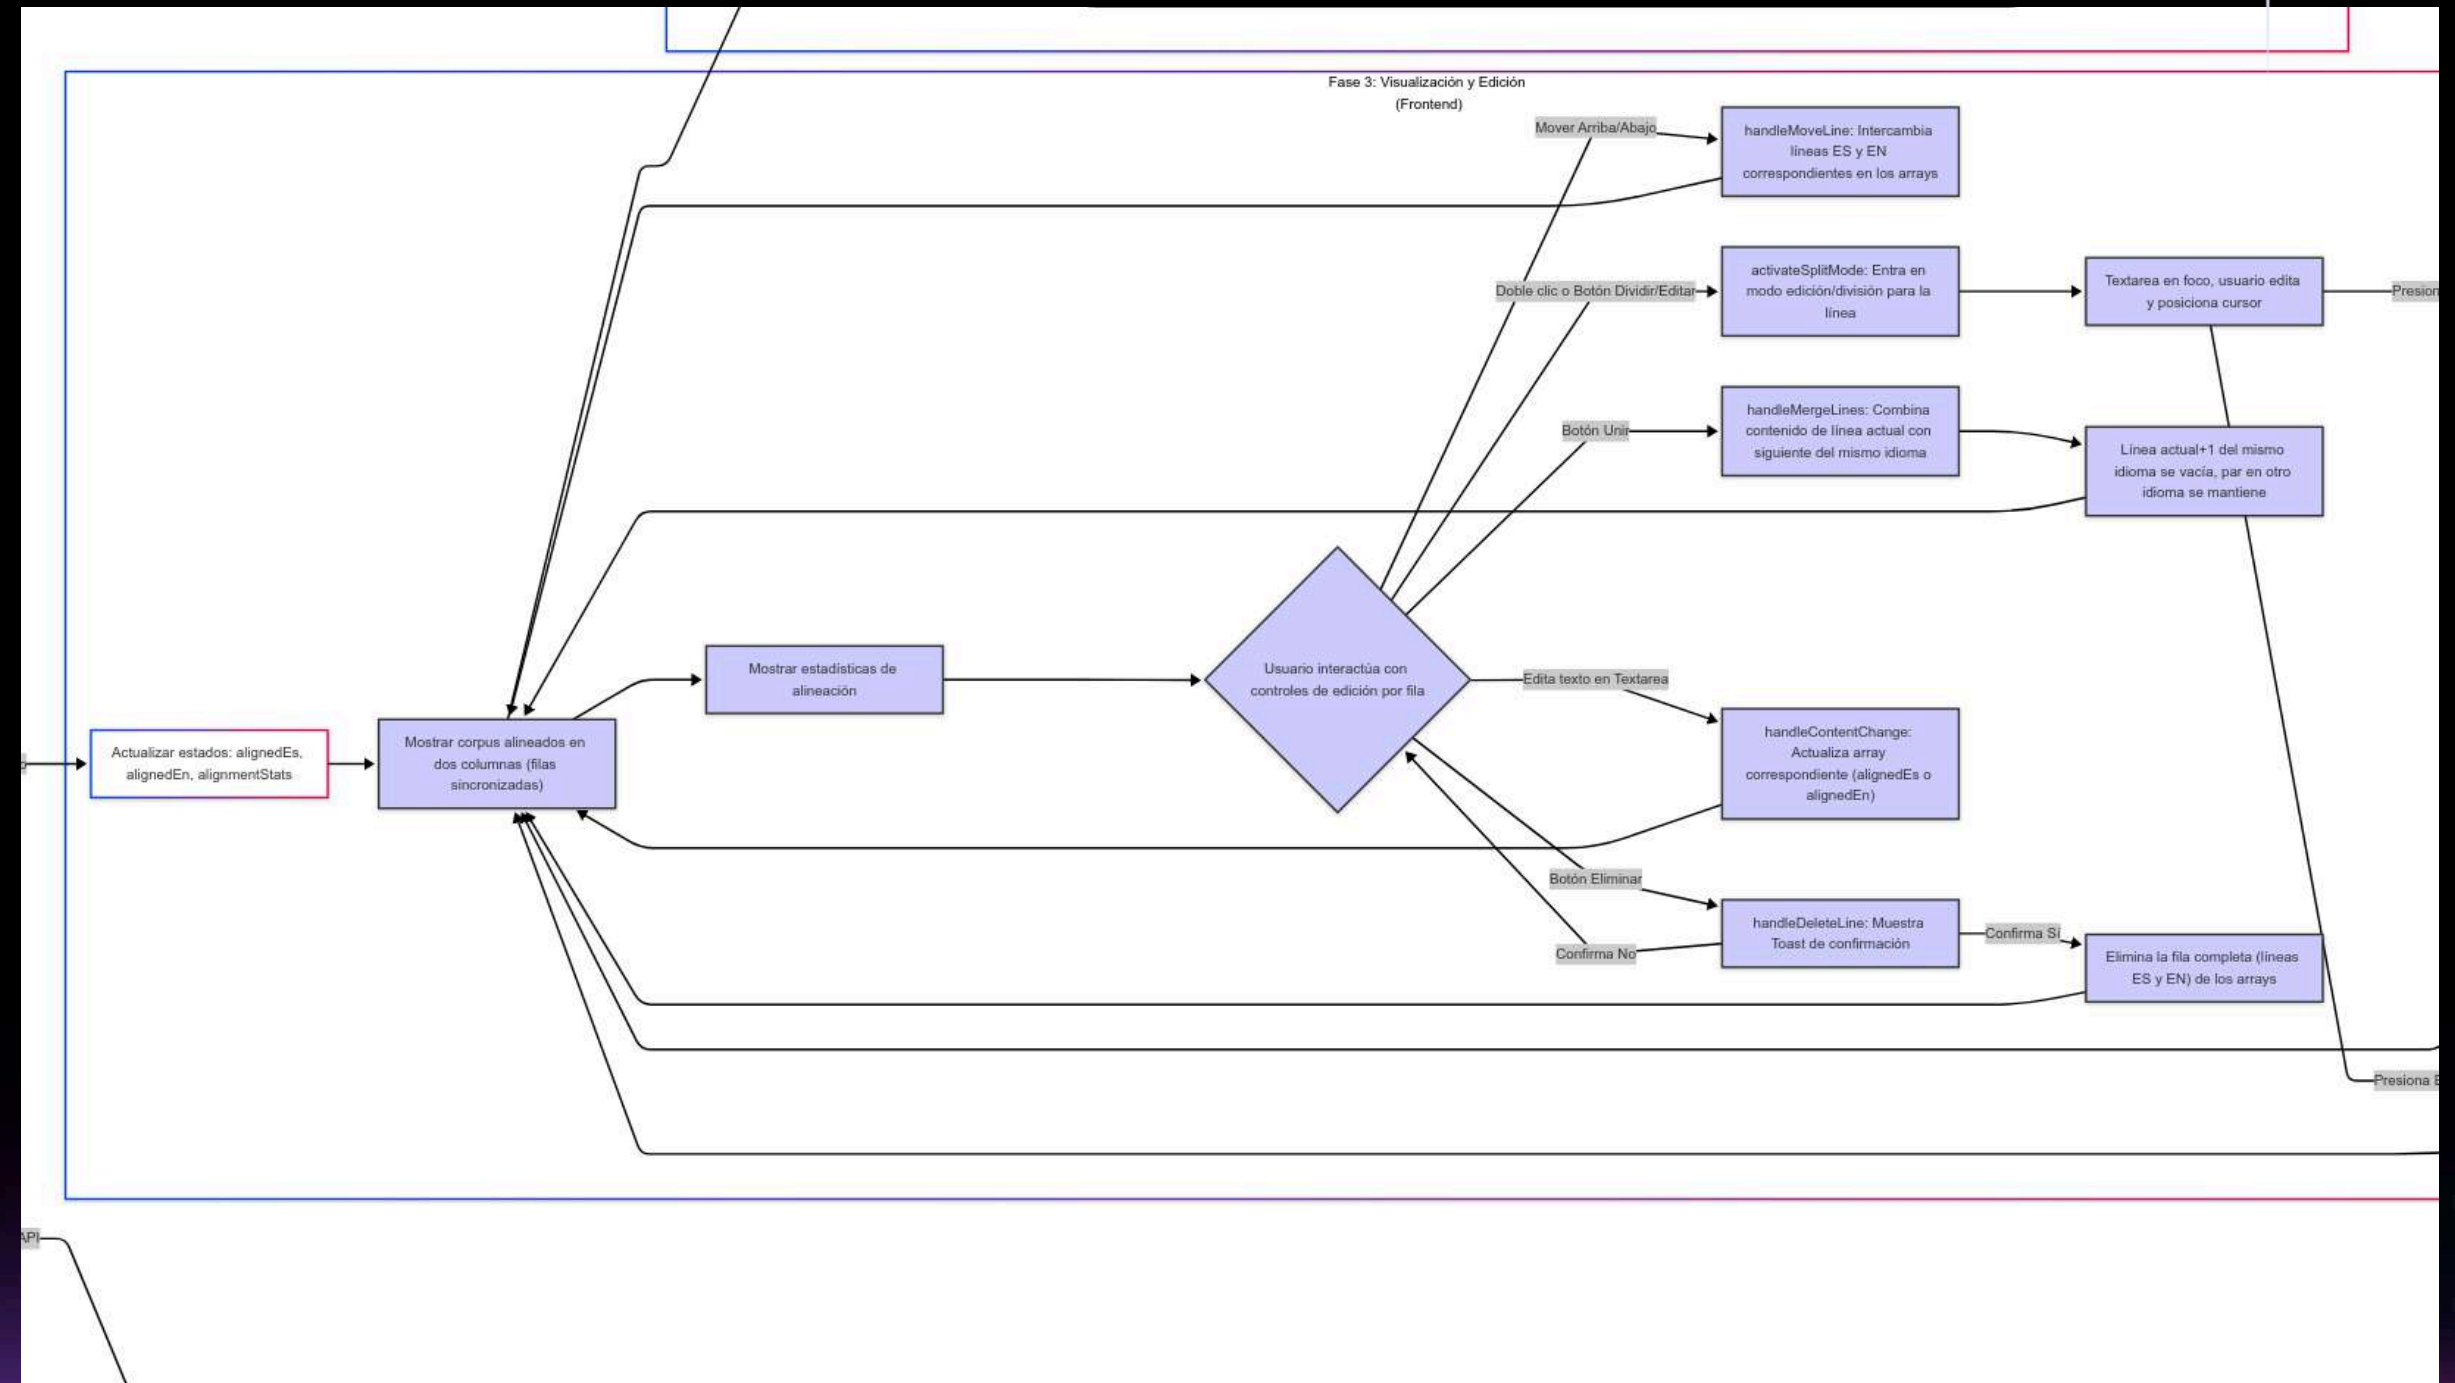 Fase 3: Visualización y Edición
(Frontend)
Mover Arriba/Abajo
handleMoveLine: Intercambia
líneas ES y EN
correspondientes en los arrays
Doble clic o Botón Dividir/Editar
activateSplitMode: Entra en
modo edición/división para la
línea
Textarea en foco, usuario edita
y posiciona cursor
Presion
Botón Unir
handleMergeLines: Combina
contenido de línea actual con
siguiente del mismo idioma
Línea actual+1 del mismo
idioma se vacía, par en otro
idioma se mantiene
Mostrar estadísticas de
alineación
Usuario interactúa con
controles de edición por fila
Edita texto en Textarea
Actualizar estados: alignedEs,
alignedEn, alignmentStats
Mostrar corpus alineados en
dos columnas (filas
sincronizadas)
handleContentChange:
Actualiza array
correspondiente (alignedEs o
alignedEn)
Botón Eliminar
handleDeleteLine: Muestra
Toast de confirmación
Confirma No
Confirma Sí
Elimina la fila completa (líneas
ES y EN) de los arrays
Presiona E
API